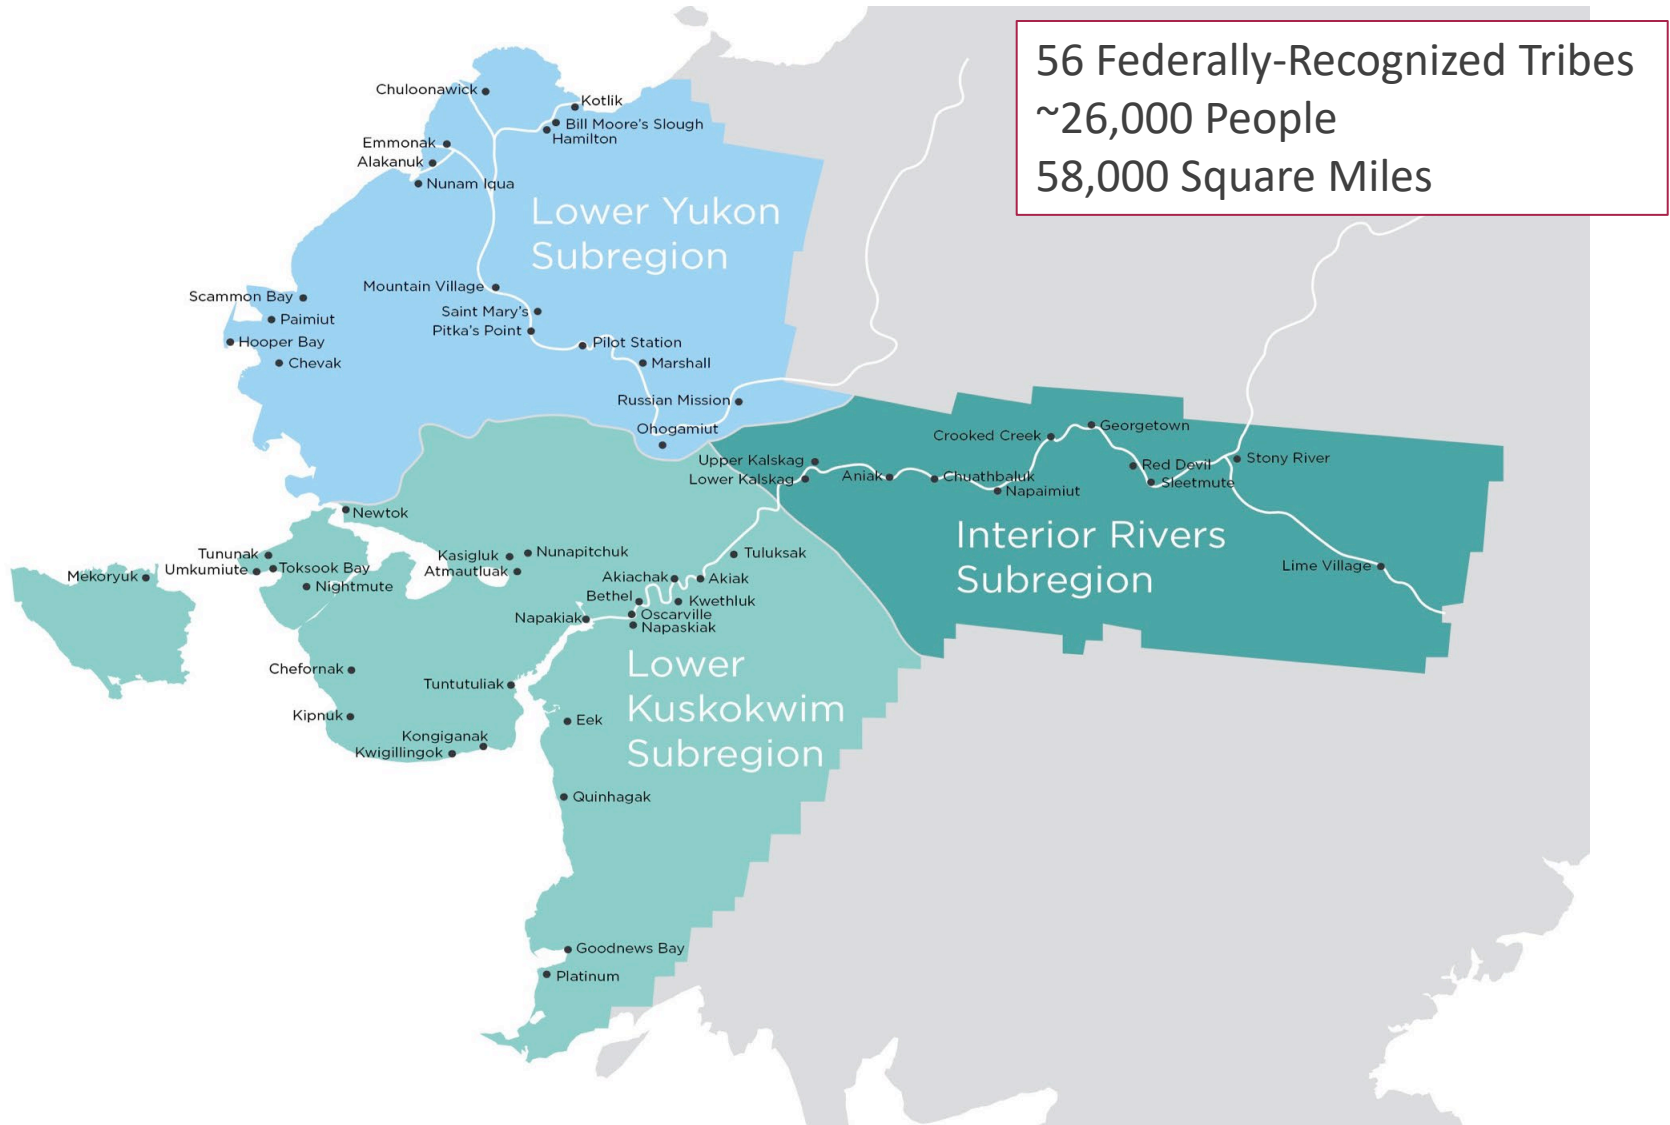 56 Federally-Recognized Tribes
~26,000 People
58,000 Square Miles
Chuloonawick
Kotlik
Bill Moore's Slough
Hamilton
Emmonak
Alakanuk
Nunam Iqua
Lower Yukon
Subregion
Mountain Village
Scammon Bay
Saint Mary's
Paimiut
Pitka's Point
Hooper Bay
Pilot Station
Chevak
Marshall
Russian Mission
Ohogamiut
Crooked Creek
Georgetown
Upper Kalskag
Lower Kalskag
Aniak
Chuathbaluk
Napaimiut
Red Devil
Sleetmute
Stony River
Interior Rivers
Subregion
Lime Village
Newtok
Tununak
Umkumiute
Toksook Bay
Nightmute
Mekoryuk
Kasigluk
Nunapitchuk
Atmautluak
Tuluksak
Akiachak
Akiak
Bethel
Kwethluk
Oscarville
Napakiak
Napaskiak
Lower
Kuskokwim
Subregion
Chefornak
Tuntutuliak
Kipnuk
Eek
Kongiganak
Kwigillingok
Quinhagak
Goodnews Bay
Platinum